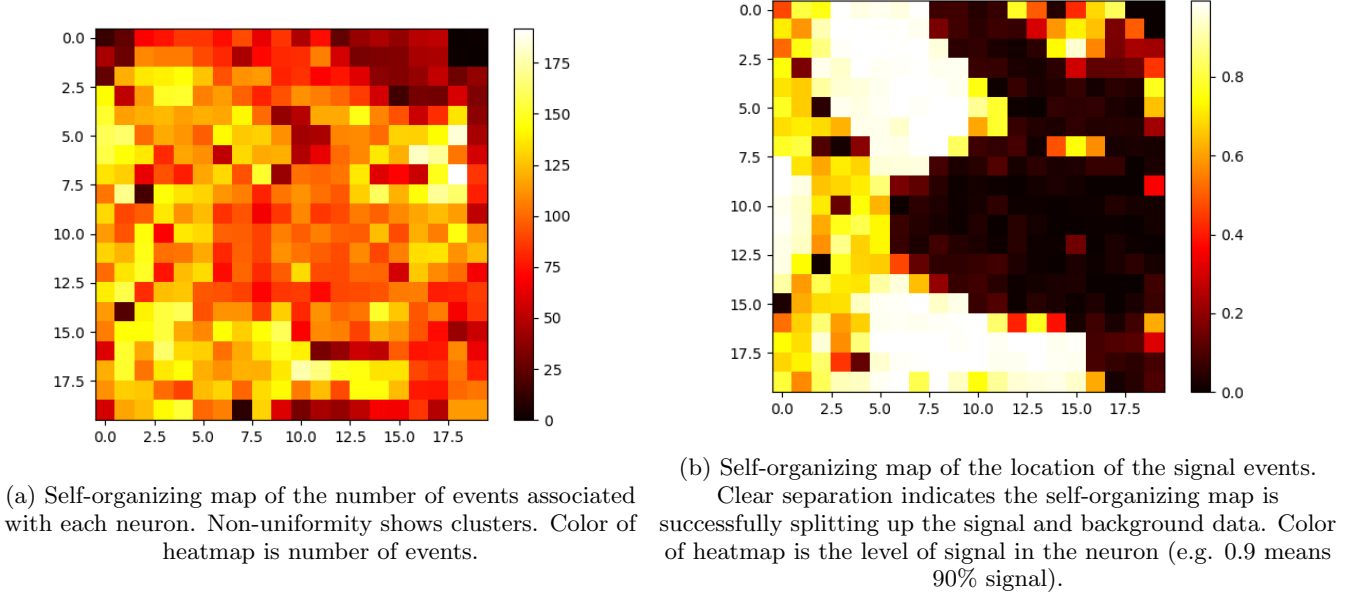 0.0
2.5
5.0
7.5
10.0
12.5
15.0
17.5
0.0 2.5 5.0 7.5 10.0 12.5 15.0 17.5
175
150
125
100
75
50
25
0
(a) Self-organizing map of the number of events associated
with each neuron. Non-uniformity shows clusters. Color of
heatmap is number of events.
0.0
2.5
5.0
7.5
10.0
12.5
15.0
17.5
0.0 2.5 5.0 7.5 10.0 12.5 15.0 17.5
0.8
0.6
0.4
0.2
0.0
(b) Self-organizing map of the location of the signal events.
Clear separation indicates the self-organizing map is
successfully splitting up the signal and background data. Color
of heatmap is the level of signal in the neuron (e.g. 0.9 means
90% signal).